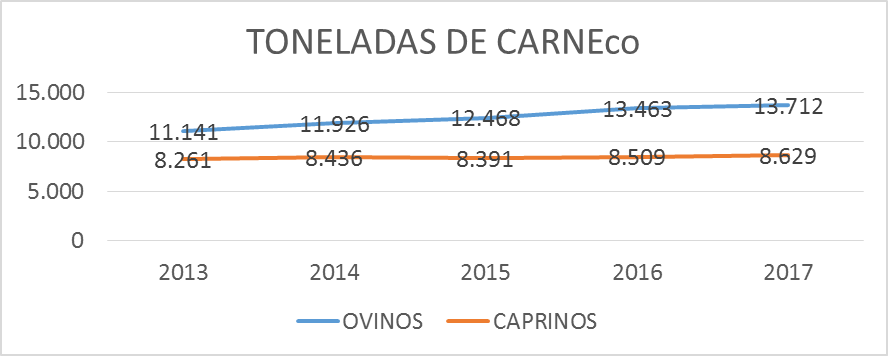 TONELADAS DE CARNEco
15.000
10.000
5.000
0
11.141 11.926 12.468 13.463 13.712
8.261 8.436 8.391 8.509 8.629
2013 2014 2015 2016 2017
OVINOS CAPRINOS